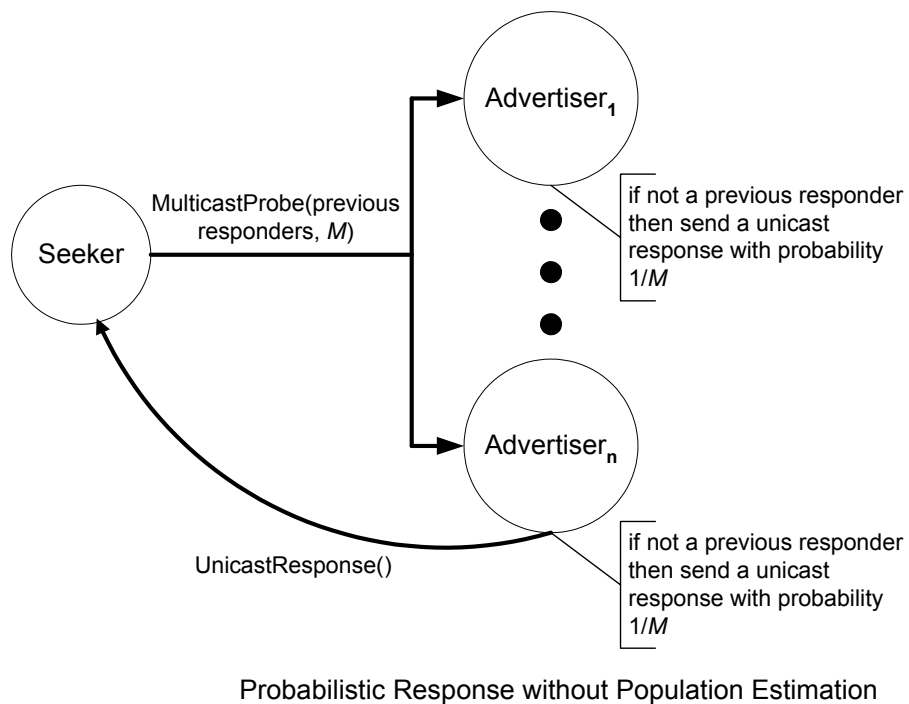 Advertiser1
if not a previous responder
then send a unicast
response with probability
1/M
MulticastProbe(previous
responders, M)
Seeker
Advertisern
UnicastResponse()
if not a previous responder
then send a unicast
response with probability
1/M
Probabilistic Response without Population Estimation